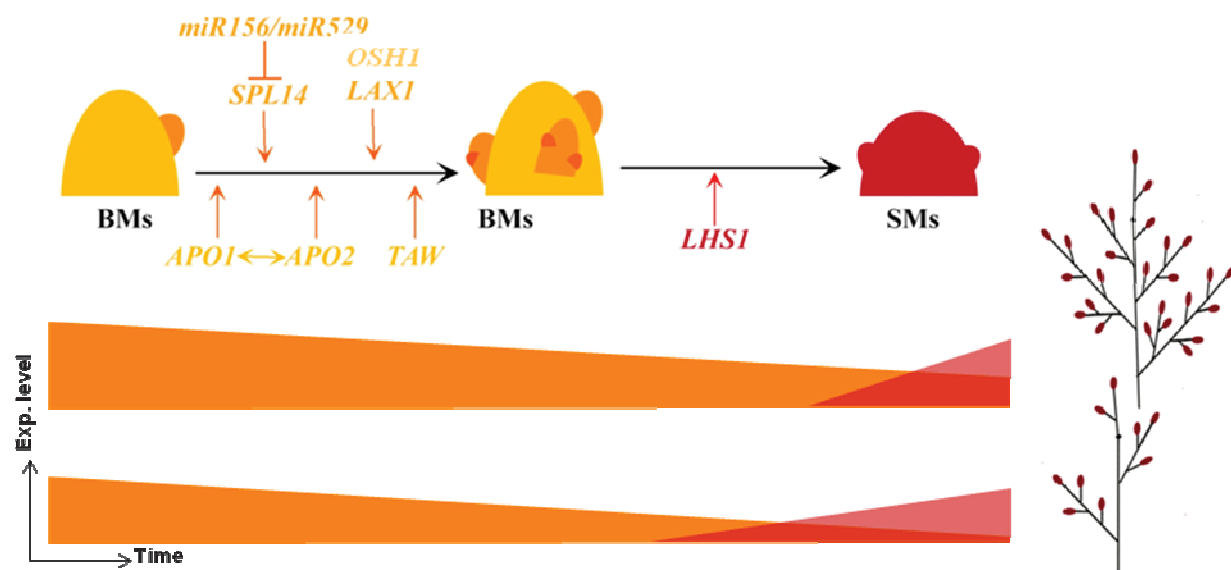 miR156/miR529
OSH1
SPL14
LAX1
BMs
BMs
SMs
APO1
APO2
TAW
LHS1
Exp. level
Time